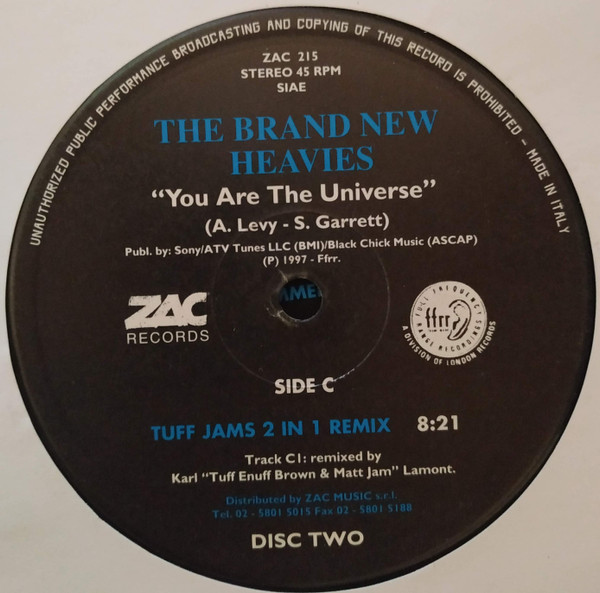 UNAUTHORIZED PUBLIC PERFORMANCE BROADCASTING AND COPYING OF THIS RECORD IS PROHIBITED - MADE IN ITALY
ZAC 215
STEREO 45 RPM
SIAE
THE BRAND NEW
HEAVIES
“You Are The Universe”
(A. Levy - S. Garrett)
Publ. by: Sony/ATV Tunes LLC (BMI)/Black Chick Music (ASCAP)
(P) 1997 - Ffrr.
ZAC
RECORDS
FULL FREQUENCY
RANGE RECORDINGS
ffrr
A DIVISION OF LONDON RECORDS
SIDE C
TUFF JAMS 2 IN 1 REMIX 8:21
Track C1: remixed by
Karl “Tuff Enuff Brown & Matt Jam” Lamont.
Distributed by ZAC MUSIC s.r.l.
Tel. 02 - 5801 5015 Fax 02 - 5801 5188
DISC TWO